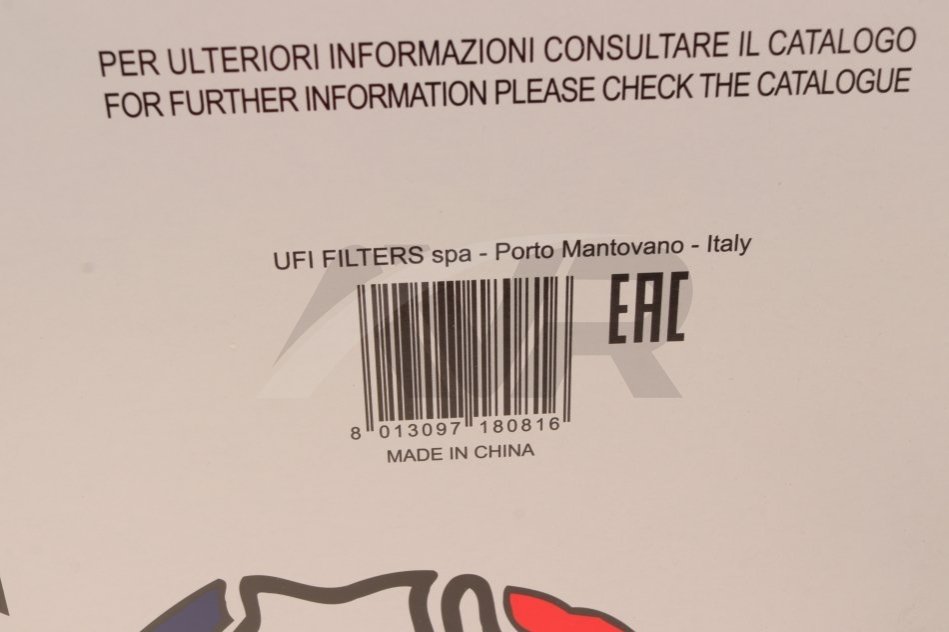 PER ULTERIORI INFORMAZIONI CONSULTARE IL CATALOGO
FOR FURTHER INFORMATION PLEASE CHECK THE CATALOGUE
UFI FILTERS spa - Porto Mantovano - Italy
EAC
8 013097 180816
MADE IN CHINA